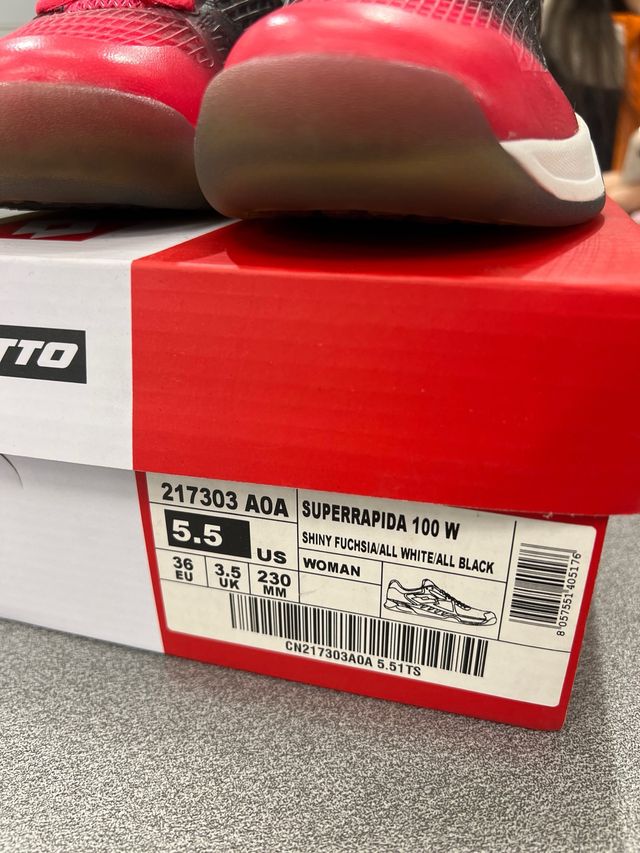 217303 A0A
5.5 US
36 EU
3.5 UK
230 MM
SUPERRAPIDA 100 W
SHINY FUCHSIA/ALL WHITE/ALL BLACK
WOMAN
8 057551 405176
CN217303A0A 5.51TS